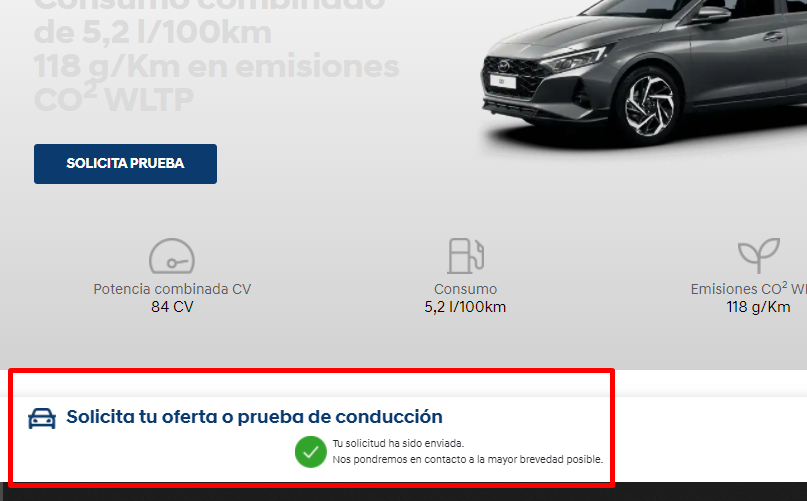 Consumo combinado
de 5,2 l/100km
118 g/Km en emisiones
CO2 WLTP
SOLICITA PRUEBA
Potencia combinada CV
84 CV
Consumo
5,2 l/100km
Emisiones CO2
118 g/Km
Solicita tu oferta o prueba de conducción
Tu solicitud ha sido enviada.
Nos pondremos en contacto a la mayor brevedad posible.